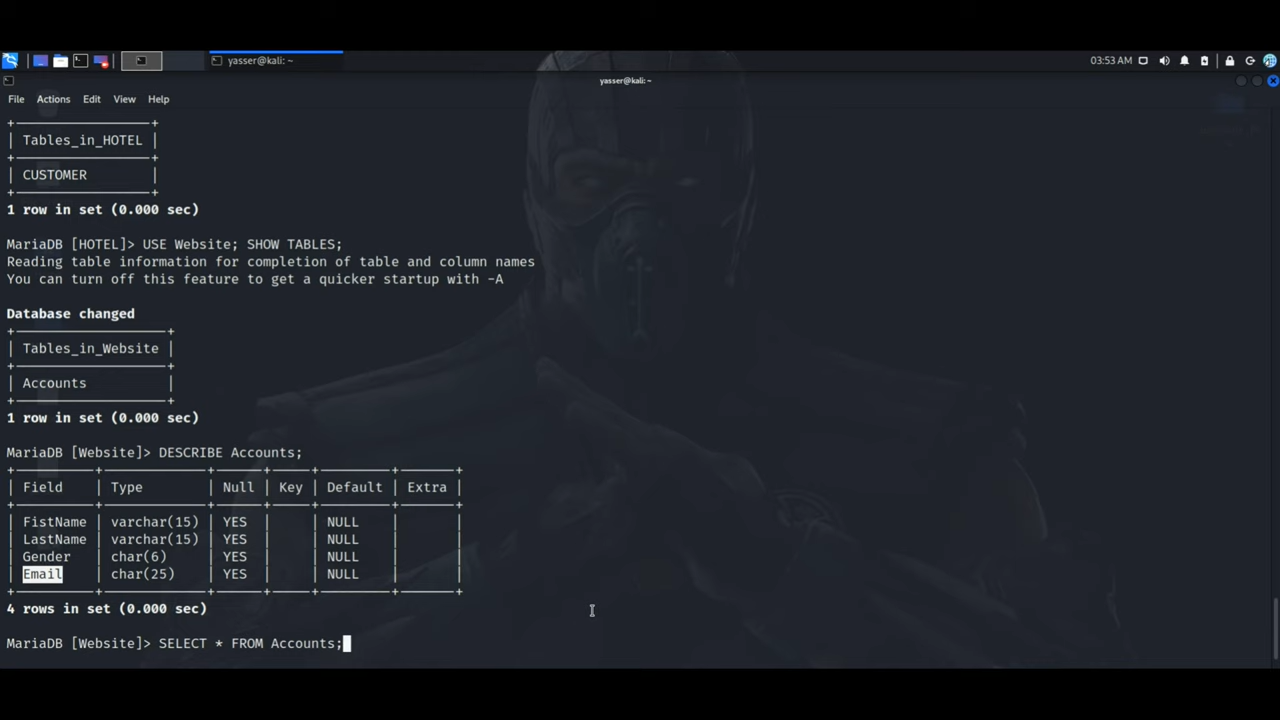 yasser@kali: ~
03:53 AM
yasser@kali: ~
File Actions Edit View Help
+---------------+
| Tables_in_HOTEL |
+---------------+
| CUSTOMER |
+---------------+
1 row in set (0.000 sec)
MariaDB [HOTEL]> USE Website; SHOW TABLES;
Reading table information for completion of table and column names
You can turn off this feature to get a quicker startup with -A
Database changed
+-----------------+
| Tables_in_Website |
+-----------------+
| Accounts |
+-----------------+
1 row in set (0.000 sec)
MariaDB [Website]> DESCRIBE Accounts;
+----------+-------------+------+-----+---------+-------+
| Field | Type | Null | Key | Default | Extra |
+----------+-------------+------+-----+---------+-------+
| FistName | varchar(15) | YES | | NULL | |
| LastName | varchar(15) | YES | | NULL | |
| Gender | char(6) | YES | | NULL | |
| Email | char(25) | YES | | NULL | |
+----------+-------------+------+-----+---------+-------+
4 rows in set (0.000 sec)
MariaDB [Website]> SELECT * FROM Accounts;